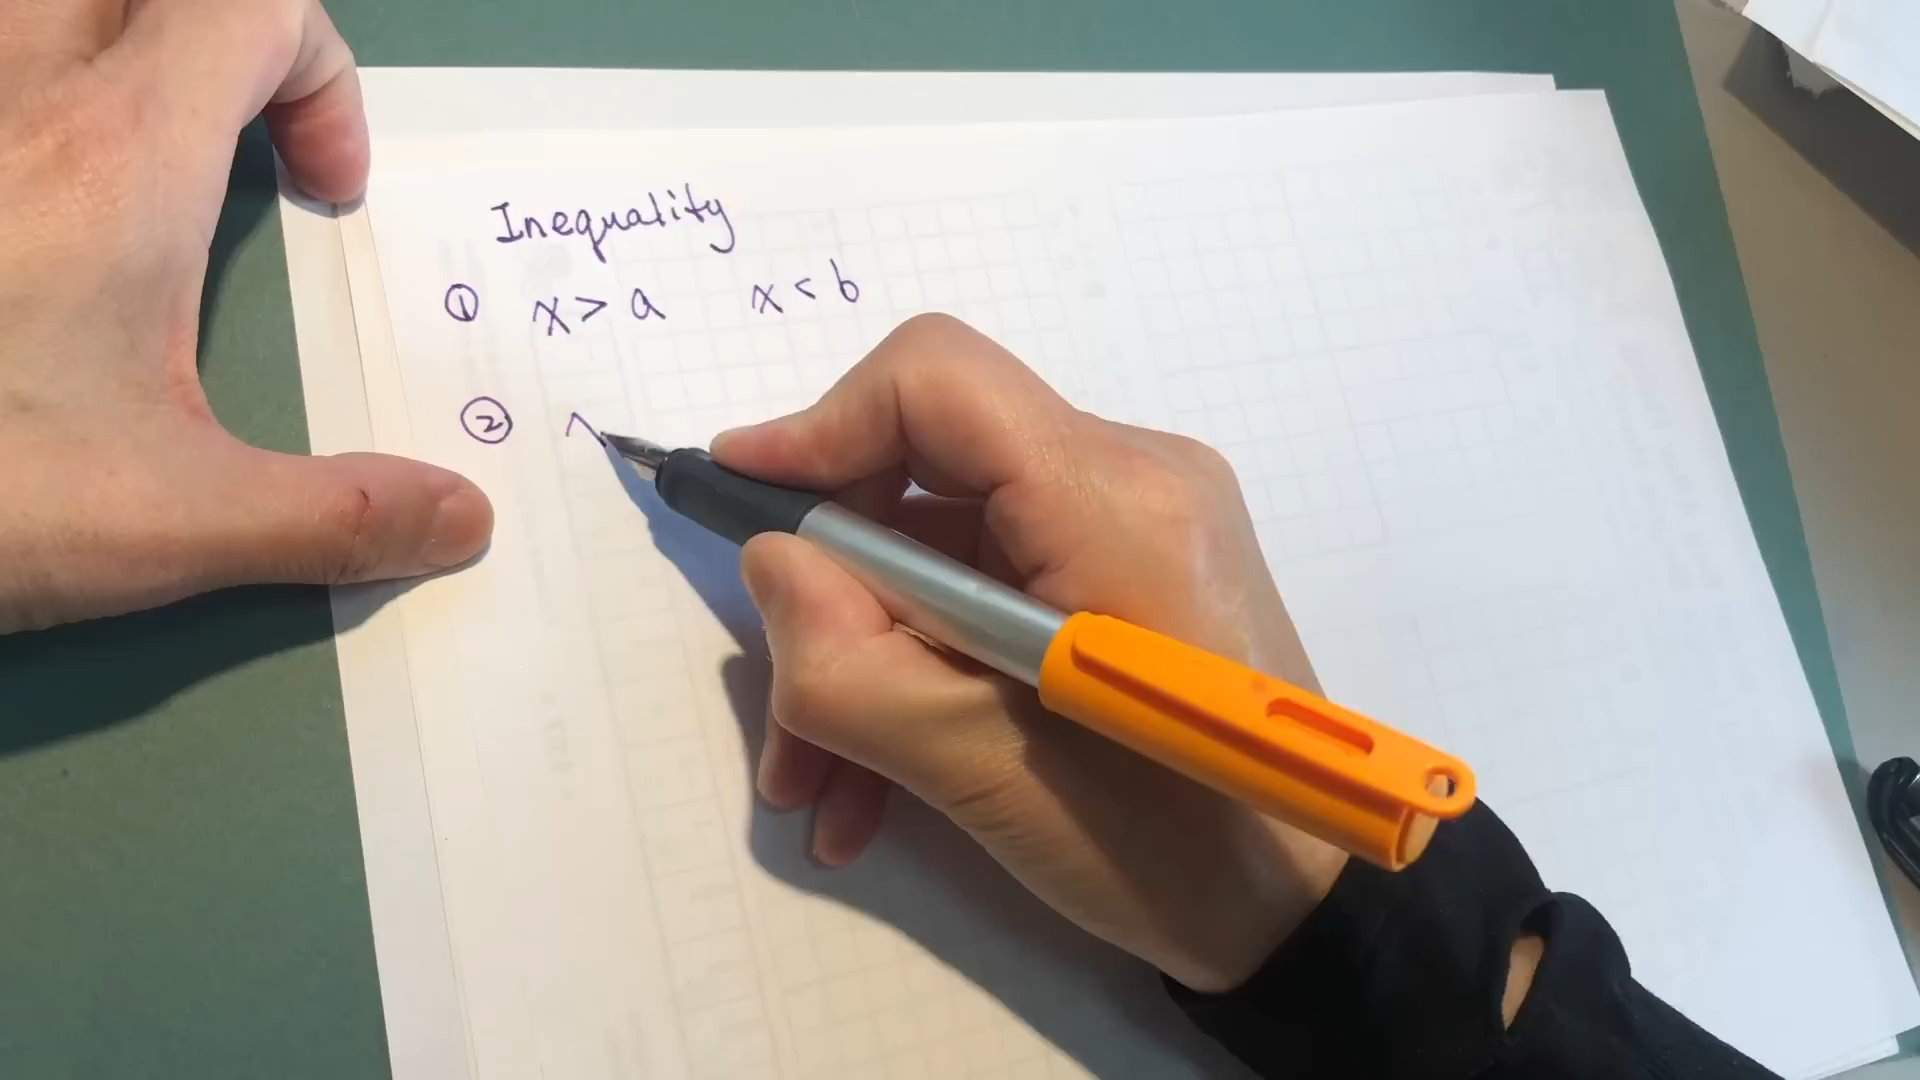 Inequality
① x > a x < b
②